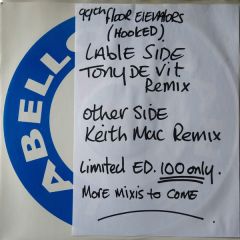 99th FLOOR ELEVATORS
(HOOKED)
LABLE SIDE
TONY DE VIT
REMIX
OTHER SIDE
KEITH MAC REMIX
LIMITED ED. 100 only.
MORE MIXIS to COME
A BELLO